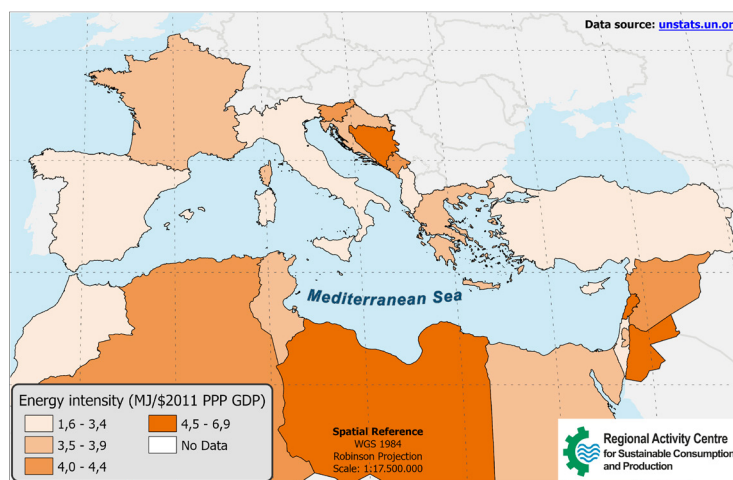 Data source: unstats.un.or
Mediterranean Sea
Energy intensity (MJ/$2011 PPP GDP)
1,6 - 3,4
3,5 - 3,9
4,0 - 4,4
4,5 - 6,9
No Data
Spatial Reference
WGS 1984
Robinson Projection
Scale: 1:17.500.000
Regional Activity Centre
for Sustainable Consumption
and Production